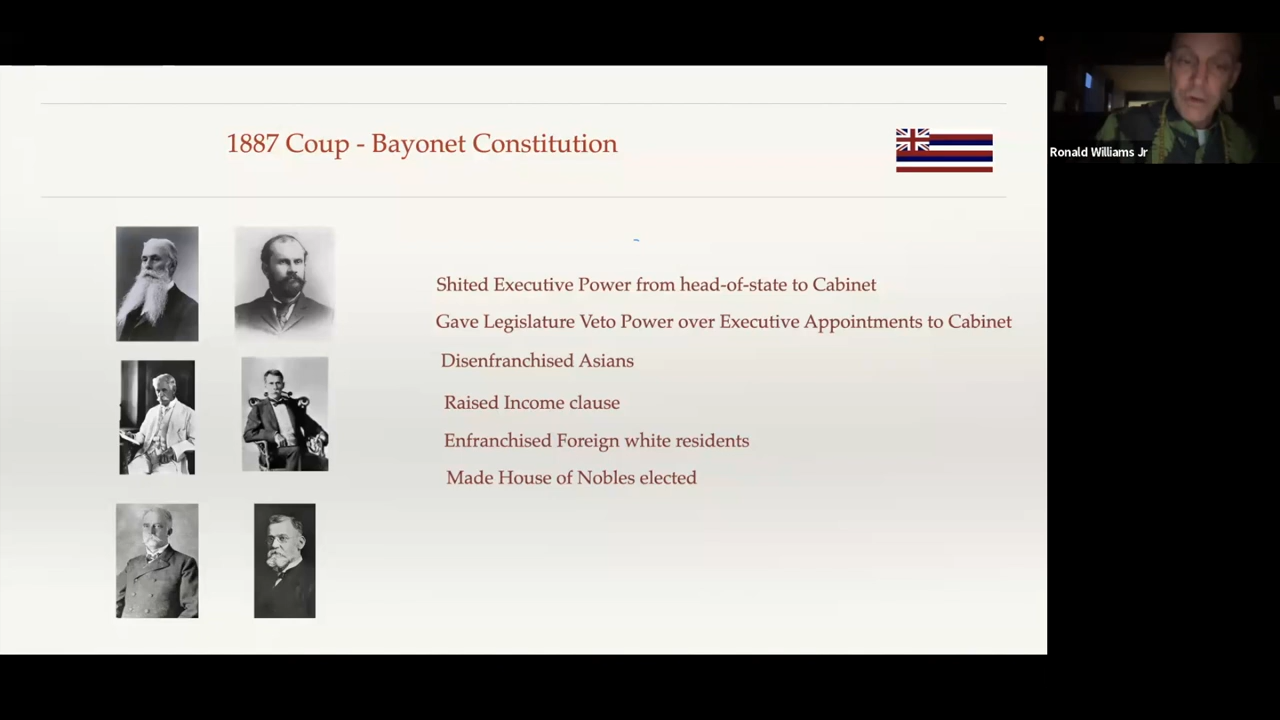 1887 Coup - Bayonet Constitution
Ronald Williams Jr
Shited Executive Power from head-of-state to Cabinet
Gave Legislature Veto Power over Executive Appointments to Cabinet
Disenfranchised Asians
Raised Income clause
Enfranchised Foreign white residents
Made House of Nobles elected